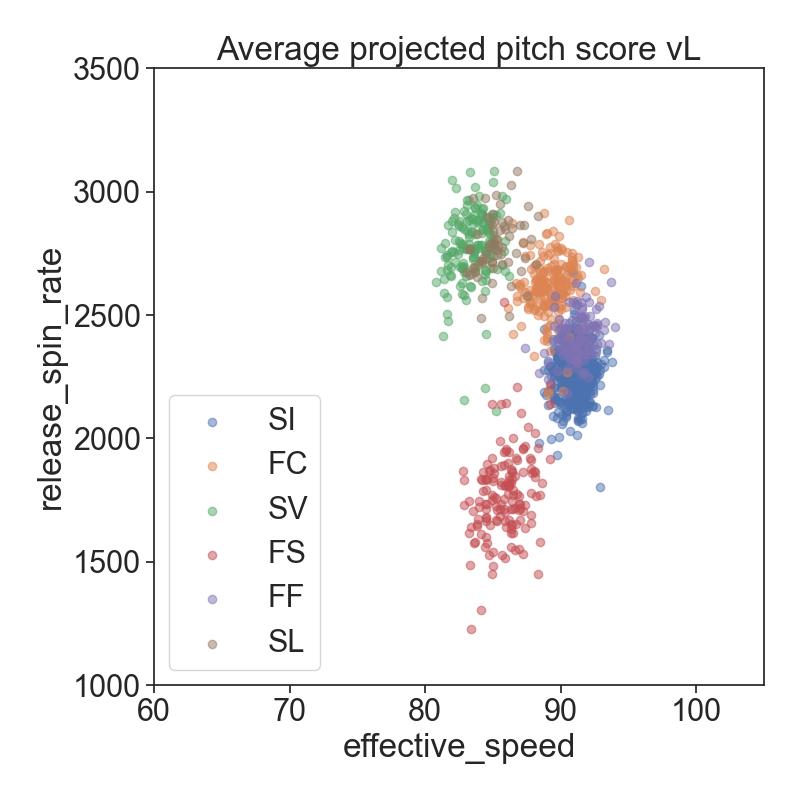 Average projected pitch score vL
3500
3000
2500
2000
1500
1000
release_spin_rate
SI
FC
SV
FS
FF
SL
60
70
80
90
100
effective_speed